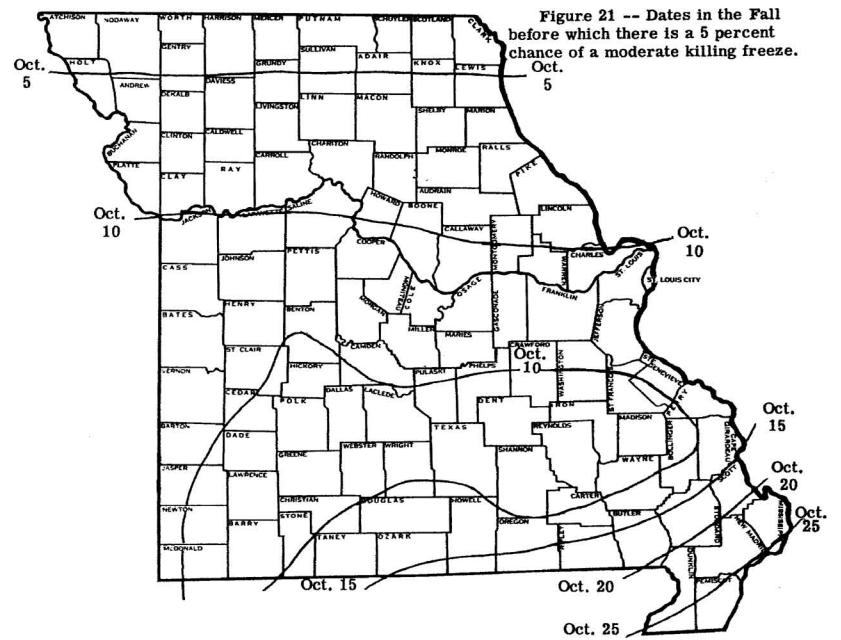 Figure 21 -- Dates in the Fall
before which there is a 5 percent
chance of a moderate killing freeze.
ATCHISON NODAWAY WORTH HARRISON MERCER PUTNAM SCHUYLER SCOTLAND CLARK
GENTRY SULLIVAN ADAIR
HOLT GRUNDY KNOX LEWIS
Oct.
5
Oct.
5
ANDREW DEKALB DAVIESS LINN MACON
LIVINGSTON SHELBY MARION
BUCHANAN CLINTON CALDWELL CHARITON RANDOLPH MONROE RALLS
PLATTE CLAY RAY CARROLL PIKE
HOWARD BOONE AUDRAIN
Oct.
10
JACKSON LAFAYETTE SALINE CALLAWAY MONTGOMERY LINCOLN
Oct.
10
COOPER WARREN CHARLES ST. LOUIS
CASS JOHNSON PETTIS LOUIS CITY
MORGAN MONITEAU COLE OSAGE GASCONADE FRANKLIN
BATES HENRY BENTON JEFFERSON
MILLER MARIES
ST CLAIR CAMDEN CRAWFORD
Oct.
10
WASHINGTON STE GENEVIEVE
VERNON HICKORY PULASKI PHELPS ST FRANCOIS PERRY
CEDAR POLK DALLAS LACLEDE DENT IRON
MADISON BOLLINGER CAPE GIRARDEAU
Oct.
15
BARTON DADE TEXAS REYNOLDS
GREENE WEBSTER WRIGHT SHANNON WAYNE SCOTT
JASPER LAWRENCE
Oct.
20
NEWTON CHRISTIAN DOUGLAS HOWELL CARTER
STONE OREGON RIPLEY BUTLER STODDARD NEW MADRID MISSISSIPPI
Oct.
25
MCDONALD BARRY TANEY OZARK
DUNKLIN PEMISCOT
Oct. 15
Oct. 20
Oct. 25